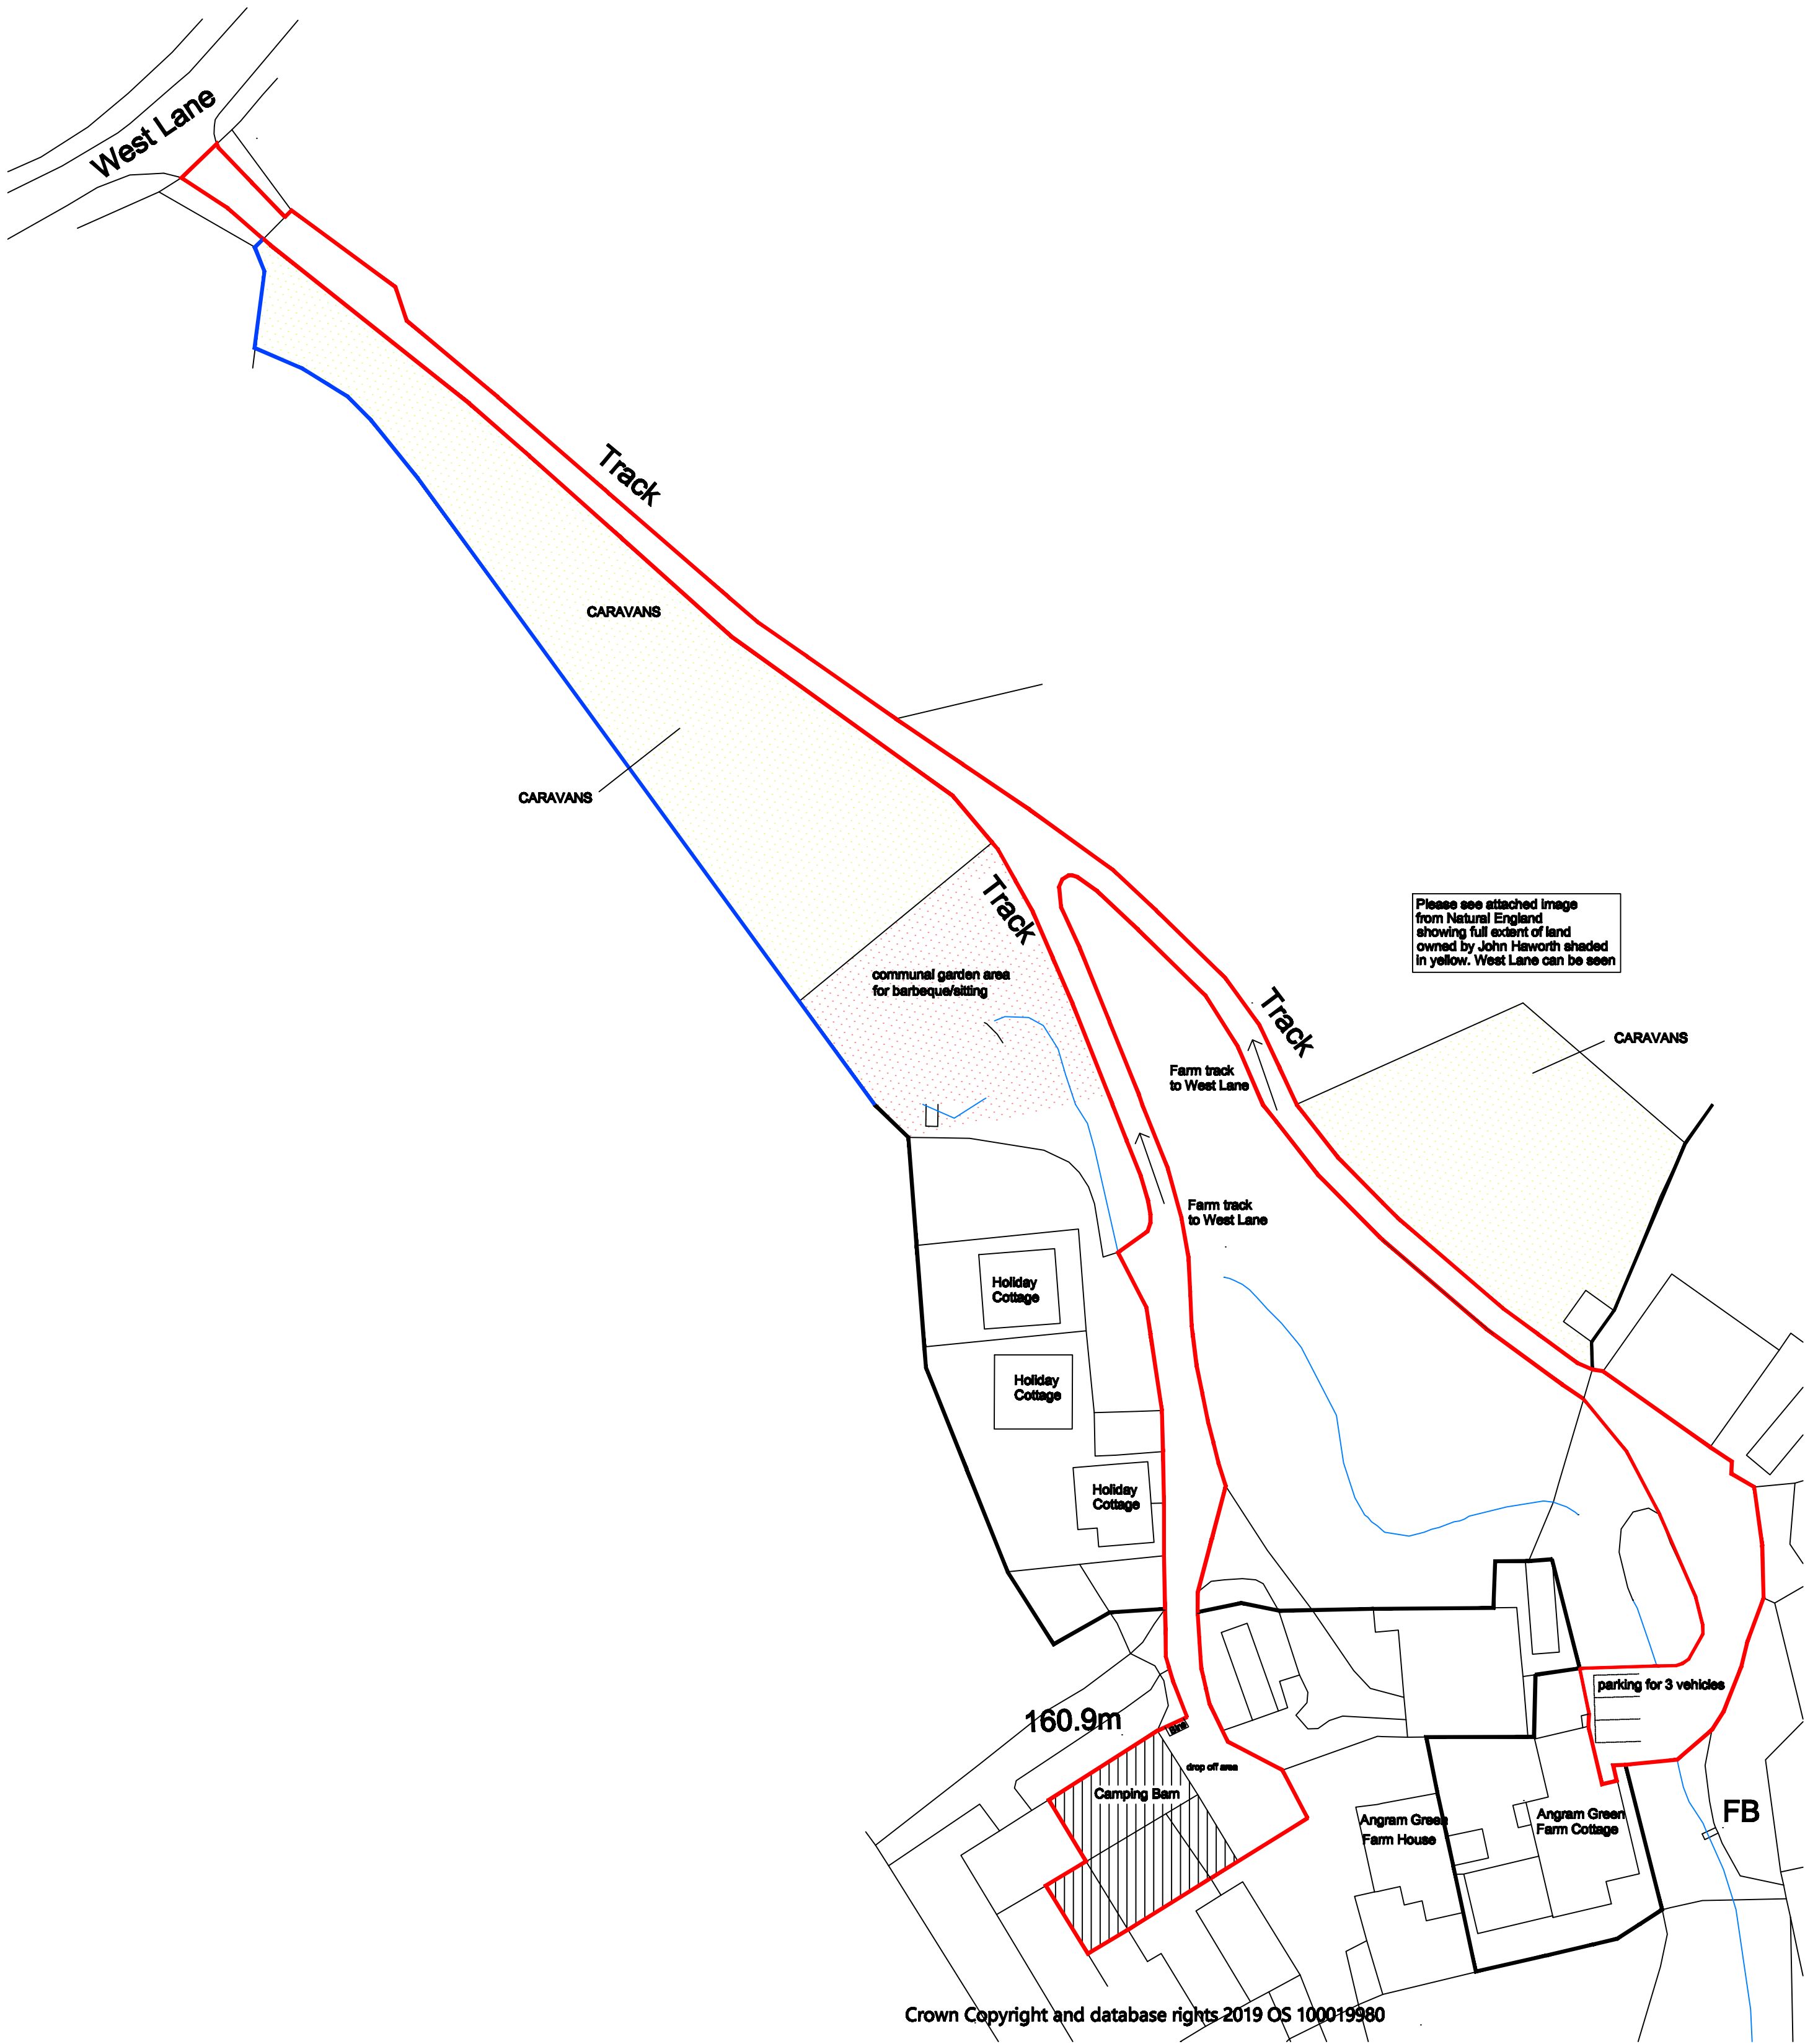 West Lane
Track
CARAVANS
CARAVANS
Track
communal garden area
for barbeque/sitting
Please see attached image
from Natural England
showing full extent of land
owned by John Haworth shaded
in yellow. West Lane can be seen
Track
CARAVANS
Farm track
to West Lane
Farm track
to West Lane
Holiday
Cottage
Holiday
Cottage
Holiday
Cottage
parking for 3 vehicles
160.9m
Bins
drop off area
Camping Barn
Angram Green
Farm House
Angram Green
Farm Cottage
FB
Crown Copyright and database rights 2019 OS 100019980